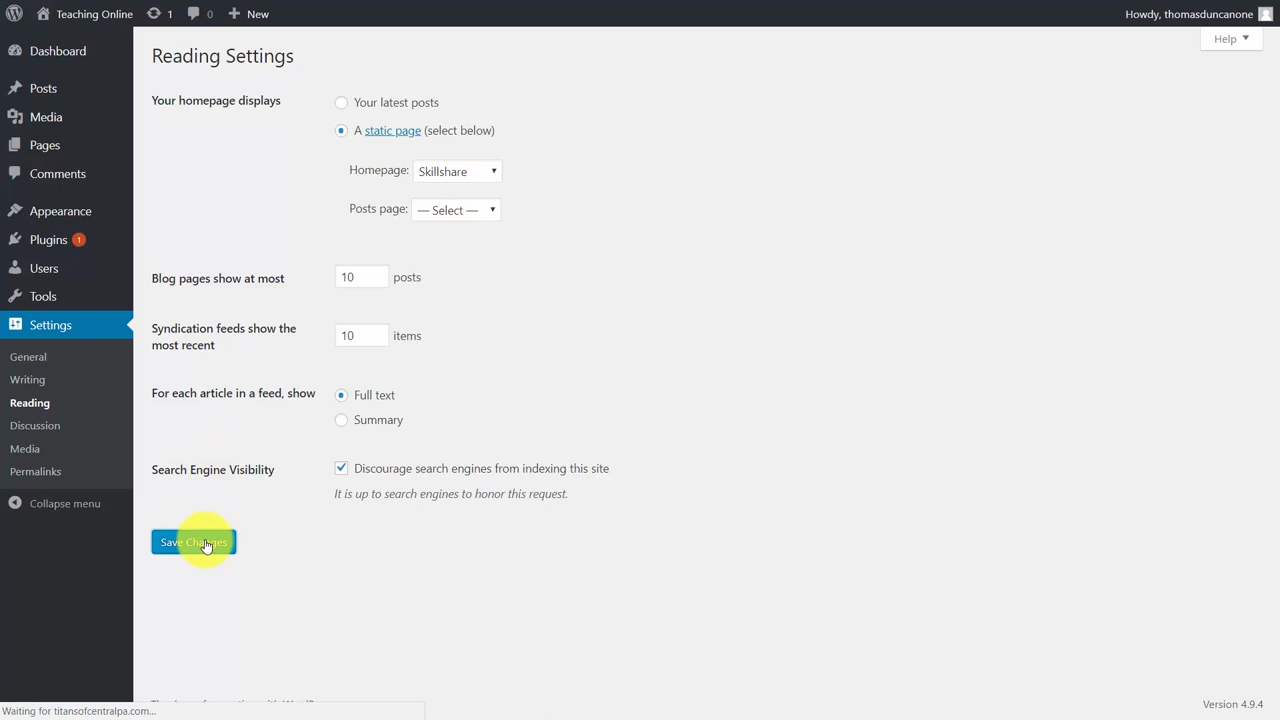 Teaching Online 1 0 New Howdy, thomasduncanone
Help
Dashboard
Posts
Media
Pages
Comments
Appearance
Plugins 1
Users
Tools
Settings
General
Writing
Reading
Discussion
Media
Permalinks
Collapse menu
Reading Settings
Your homepage displays
Your latest posts
A static page (select below)
Homepage: Skillshare
Posts page: — Select —
Blog pages show at most 10 posts
Syndication feeds show the
most recent
10 items
For each article in a feed, show
Full text
Summary
Search Engine Visibility
Discourage search engines from indexing this site
It is up to search engines to honor this request.
Save Changes
Waiting for titansofcentralpa.com...
Version 4.9.4